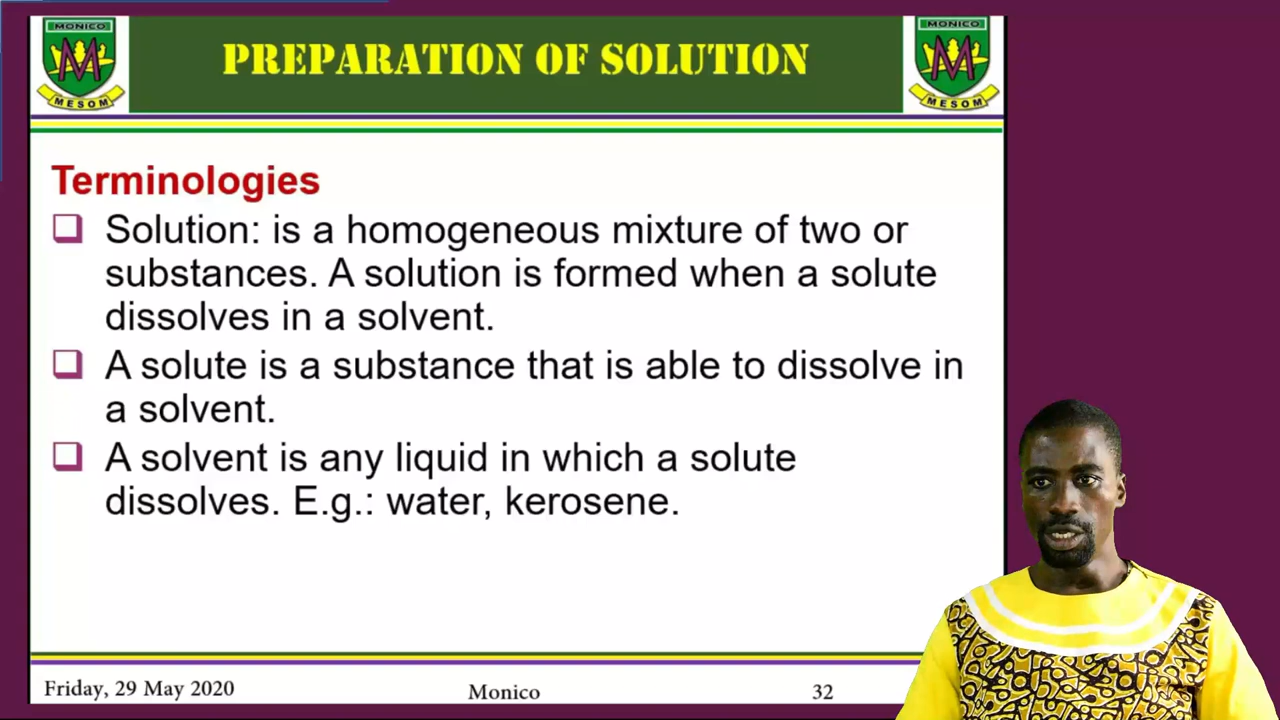 MONICO
M
MESOM
PREPARATION OF SOLUTION
MONICO
M
MESOM
Terminologies
Solution: is a homogeneous mixture of two or
substances. A solution is formed when a solute
dissolves in a solvent.
A solute is a substance that is able to dissolve in
a solvent.
A solvent is any liquid in which a solute
dissolves. E.g.: water, kerosene.
Friday, 29 May 2020
Monico
32